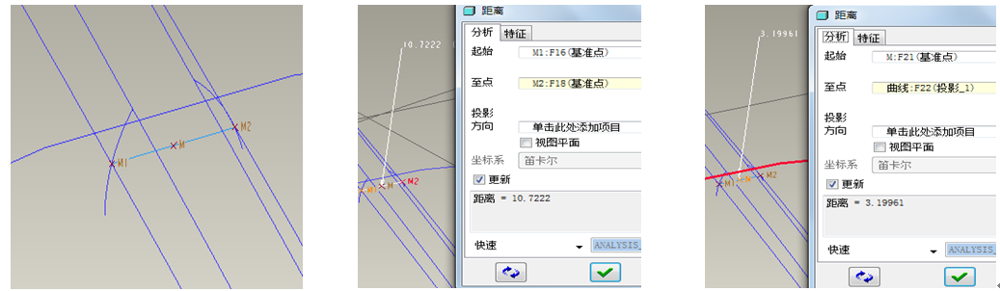 M1
M
M2
距离
分析
特征
起始
M1:F16(基准点)
至点
M2:F18(基准点)
投影
方向
单击此处添加项目
视图平面
坐标系
笛卡尔
更新
距离 = 10.7222
快速
ANALYSIS_
10.7222
M1
M
M2
距离
分析
特征
起始
M:F21(基准点)
至点
曲线:F22(投影_1)
投影
方向
单击此处添加项目
视图平面
坐标系
笛卡尔
更新
距离 = 3.19961
快速
ANALYSIS_
3.19961
M1
M
M2